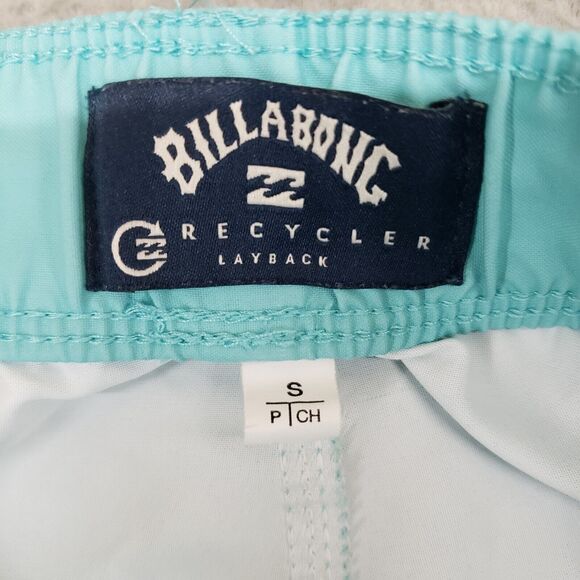 BILLABONG
RECYCLER
LAYBACK
S
P CH